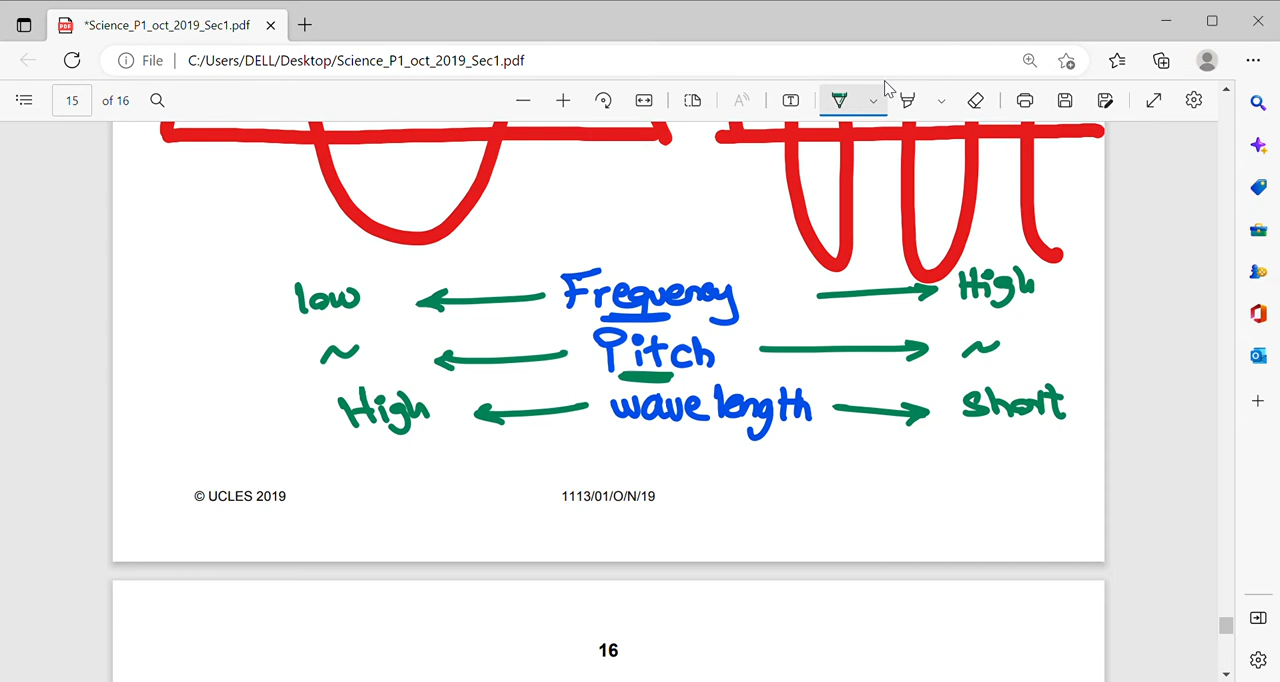 *Science_P1_oct_2019_Sec1.pdf
File C:/Users/DELL/Desktop/Science_P1_oct_2019_Sec1.pdf
15 of 16
low Frequency High
~ Pitch ~
High wavelength Short
© UCLES 2019 1113/01/O/N/19
16